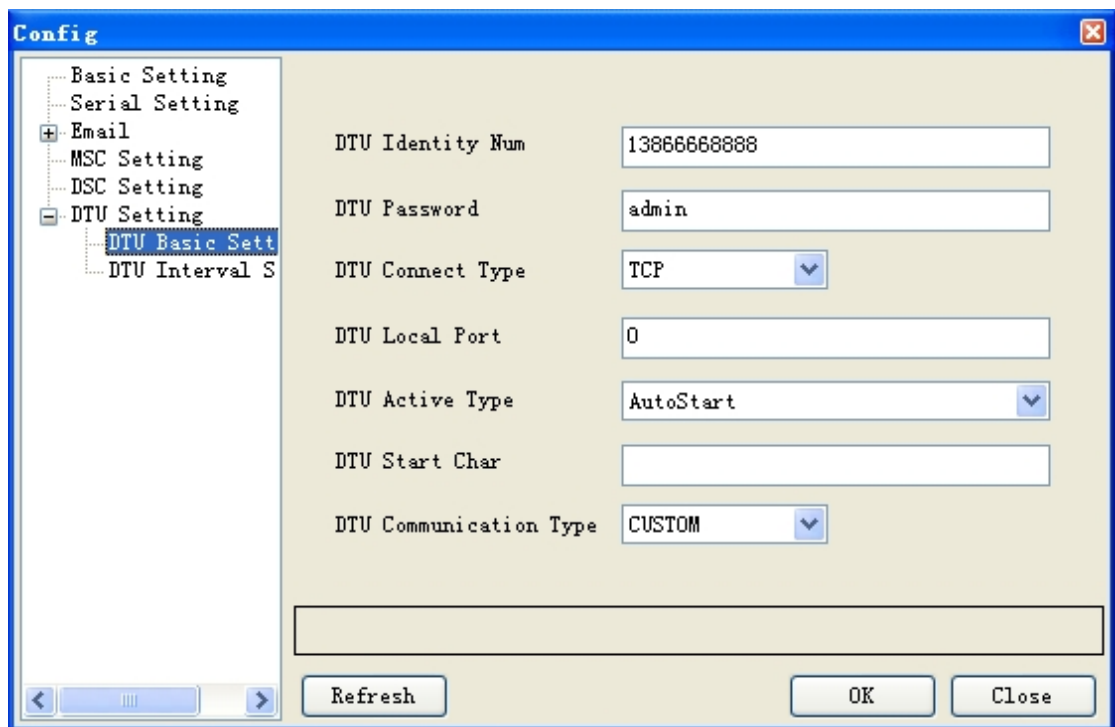 Config
Basic Setting
Serial Setting
Email
MSC Setting
DSC Setting
DTU Setting
DTU Basic Sett
DTU Interval S
DTU Identity Num 13866668888
DTU Password admin
DTU Connect Type TCP
DTU Local Port 0
DTU Active Type AutoStart
DTU Start Char
DTU Communication Type CUSTOM
Refresh OK Close